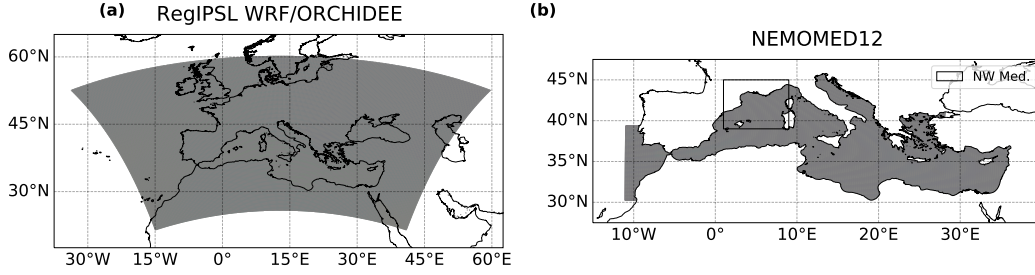 (a) RegIPSL WRF/ORCHIDEE
60°N
45°N
30°N
30°W 15°W 0° 15°E 30°E 45°E 60°E
(b)
NEMOMED12
45°N
40°N
35°N
30°N
NW Med.
10°W 0° 10°E 20°E 30°E